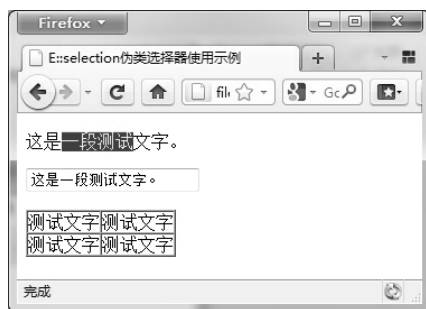 Firefox
E::selection伪类选择器使用示例
fil Gc
这是一段测试文字。
这是一段测试文字。
测试文字 测试文字
测试文字 测试文字
完成